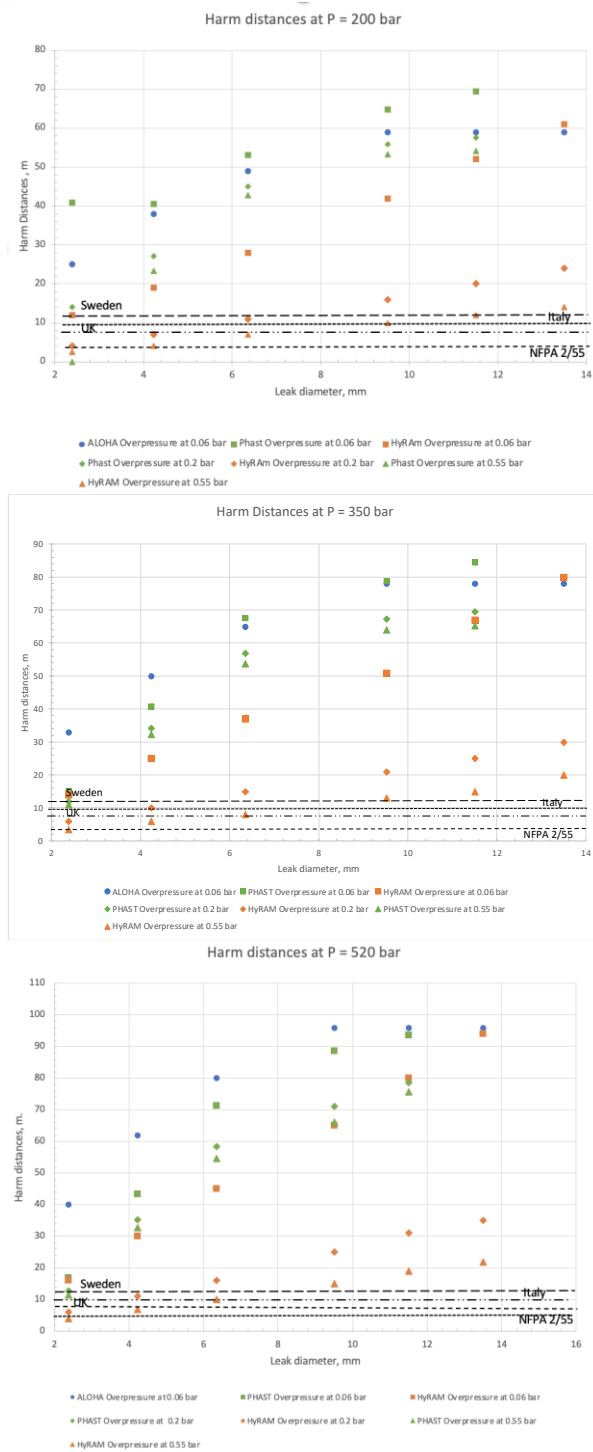 Harm distances at P = 200 bar
80
70
60
50
40
30
20
10
0
Harm Distances , m
Sweden
Italy
UK
NFPA 2/55
2 4 6 8 10 12 14
Leak diameter, mm
ALOHA Overpressure at 0.06 bar Phast Overpressure at 0.06 bar HyRAm Overpressure at 0.06 bar
Phast Overpressure at 0.2 bar HyRAm Overpressure at 0.2 bar Phast Overpressure at 0.55 bar
HyRAM Overpressure at 0.55 bar
Harm Distances at P = 350 bar
90
80
70
60
50
40
30
20
10
0
Harm distances, m
Sweden
Italy
UK
NFPA 2/55
2 4 6 8 10 12 14
Leak diameter, mm
ALOHA Overpressure at 0.06 bar PHAST Overpressure at 0.06 bar HyRAM Overpressure at 0.06 bar
PHAST Overpressure at 0.2 bar HyRAM Overpressure at 0.2 bar PHAST Overpressure at 0.55 bar
HyRAM Overpressure at 0.55 bar
Harm distances at P = 520 bar
110
100
90
80
70
60
50
40
30
20
10
0
Harm distances, m.
Sweden
Italy
UK
NFPA 2/55
2 4 6 8 10 12 14 16
Leak diameter, mm
ALOHA Overpressure at 0.06 bar PHAST Overpressure at 0.06 bar HyRAM Overpressure at 0.06 bar
PHAST Overpressure at 0.2 bar HyRAM Overpressure at 0.2 bar PHAST Overpressure at 0.55 bar
HyRAM Overpressure at 0.55 bar